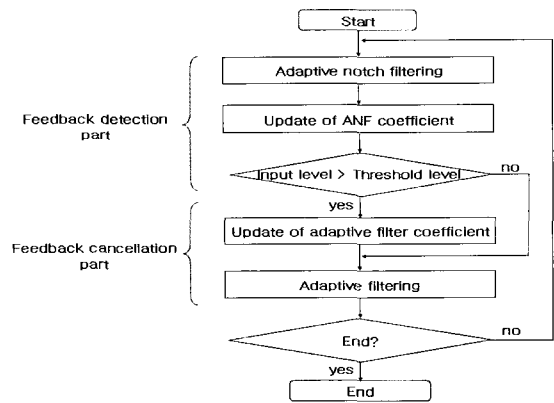 Start
Adaptive notch filtering
Feedback detection
part
Update of ANF coefficient
Input level > Threshold level
no
yes
Feedback cancellation
part
Update of adaptive filter coefficient
Adaptive filtering
End?
no
yes
End